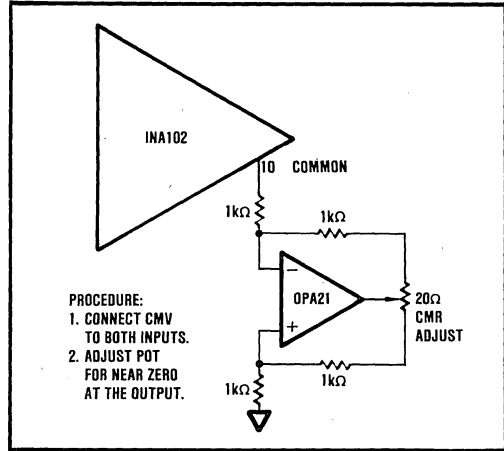 INA102
10 COMMON
1kΩ
1kΩ
−
OPA21
+
20Ω
CMR
ADJUST
1kΩ
1kΩ
PROCEDURE:
1. CONNECT CMV
TO BOTH INPUTS.
2. ADJUST POT
FOR NEAR ZERO
AT THE OUTPUT.